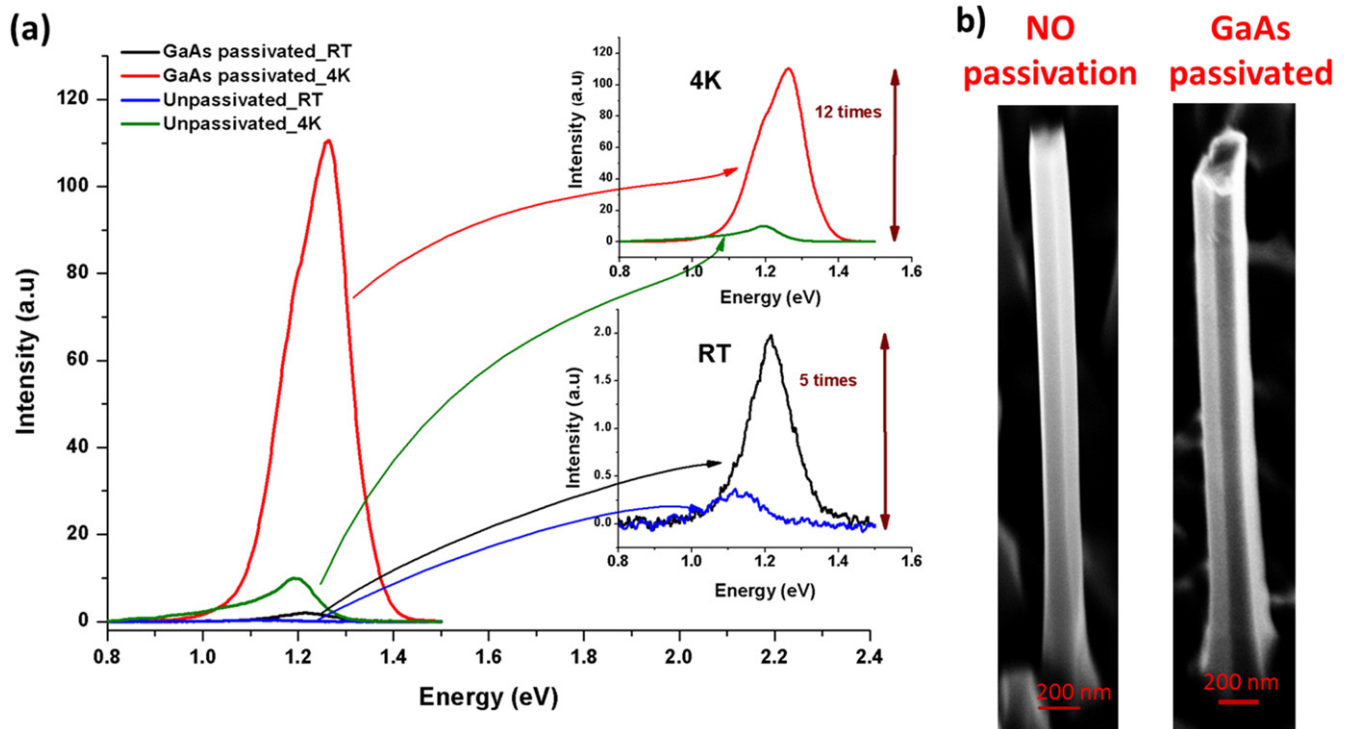 (a)
GaAs passivated_RT
GaAs passivated_4K
Unpassivated_RT
Unpassivated_4K
120
100
80
60
40
20
0
Intensity (a.u)
0.8 1.0 1.2 1.4 1.6 1.8 2.0 2.2 2.4
Energy (eV)
120
100
80
60
40
20
0
Intensity (a.u)
4K
12 times
0.8 1.0 1.2 1.4 1.6
Energy (eV)
2.0
1.5
1.0
0.5
0.0
Intensity (a.u)
RT
5 times
0.8 1.0 1.2 1.4 1.6
Energy (eV)
b)
NO
passivation
GaAs
passivated
200 nm
200 nm